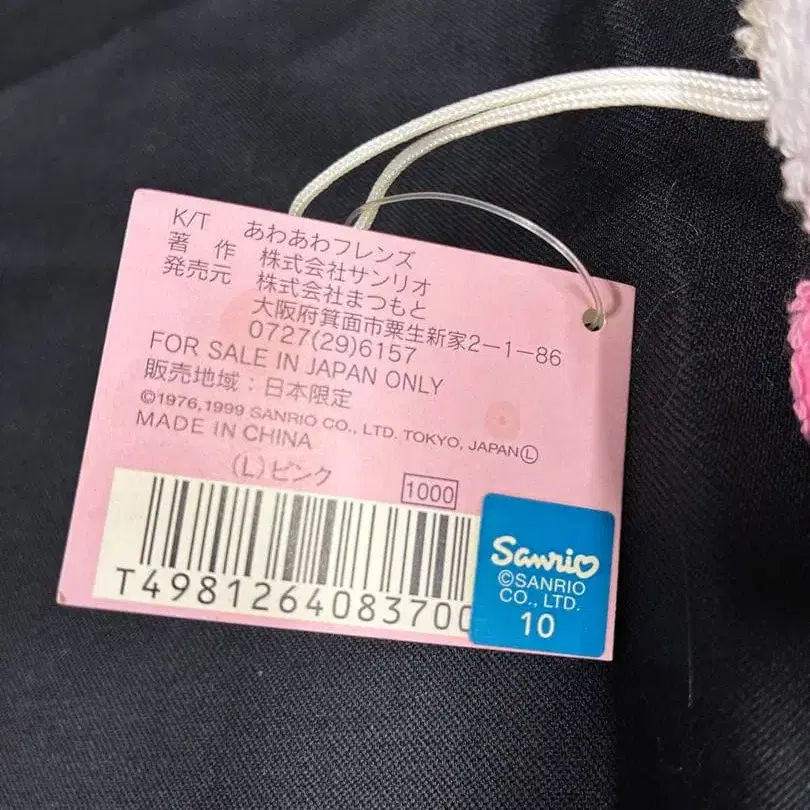 K/T あわあわフレンズ
著 作 株式会社サンリオ
発売元 株式会社まつもと
大阪府箕面市粟生新家2-1-86
0727(29)6157
FOR SALE IN JAPAN ONLY
販売地域：日本限定
©1976,1999 SANRIO CO., LTD. TOKYO, JAPAN Ⓛ
MADE IN CHINA
(L)ピンク 1000
T498126408370
Sanrio
©SANRIO
CO., LTD.
10